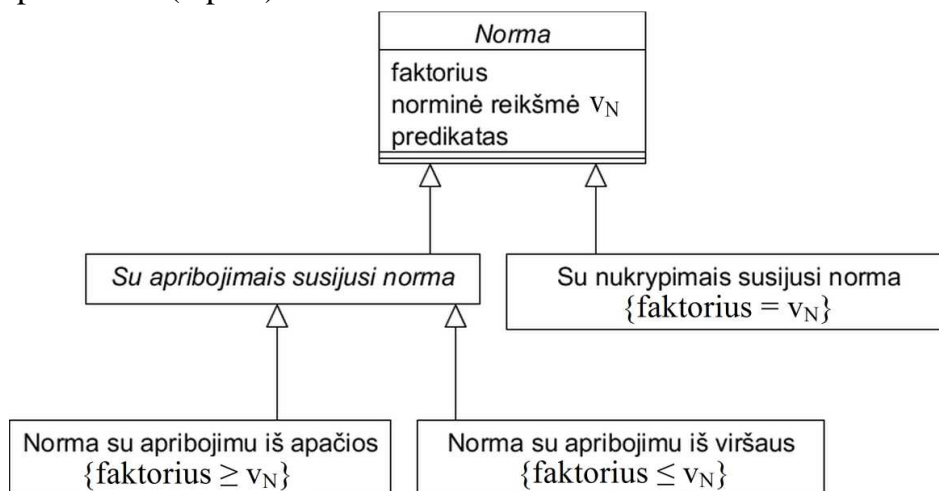 Norma
faktorius
norminė reikšmė vN
predikatas
Su apribojimais susijusi norma
Su nukrypimais susijusi norma
{faktorius = vN}
Norma su apribojimu iš apačios
{faktorius ≥ vN}
Norma su apribojimu iš viršaus
{faktorius ≤ vN}